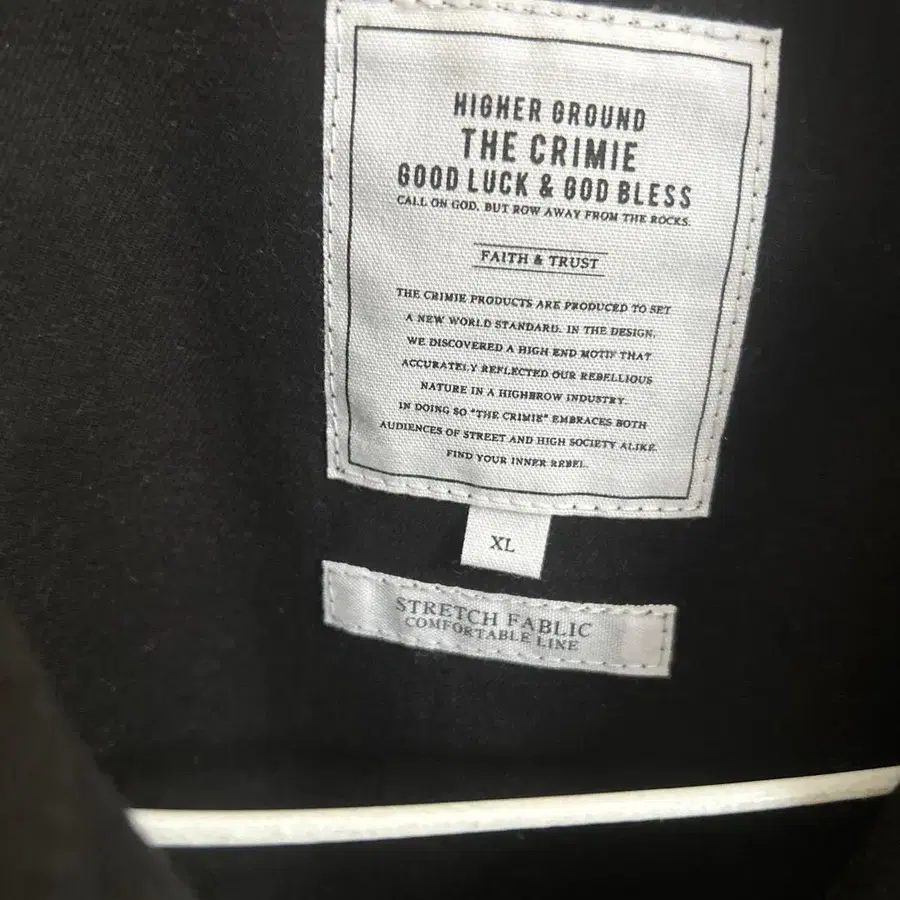 HIGHER GROUND
THE CRIMIE
GOOD LUCK & GOD BLESS
CALL ON GOD. BUT ROW AWAY FROM THE ROCKS.
FAITH & TRUST
THE CRIMIE PRODUCTS ARE PRODUCED TO SET
A NEW WORLD STANDARD. IN THE DESIGN,
WE DISCOVERED A HIGH END MOTIF THAT
ACCURATELY REFLECTED OUR REBELLIOUS
NATURE IN A HIGHBROW INDUSTRY.
IN DOING SO "THE CRIMIE" EMBRACES BOTH
AUDIENCES OF STREET AND HIGH SOCIETY ALIKE.
FIND YOUR INNER REBEL.
XL
STRETCH FABLIC
COMFORTABLE LINE